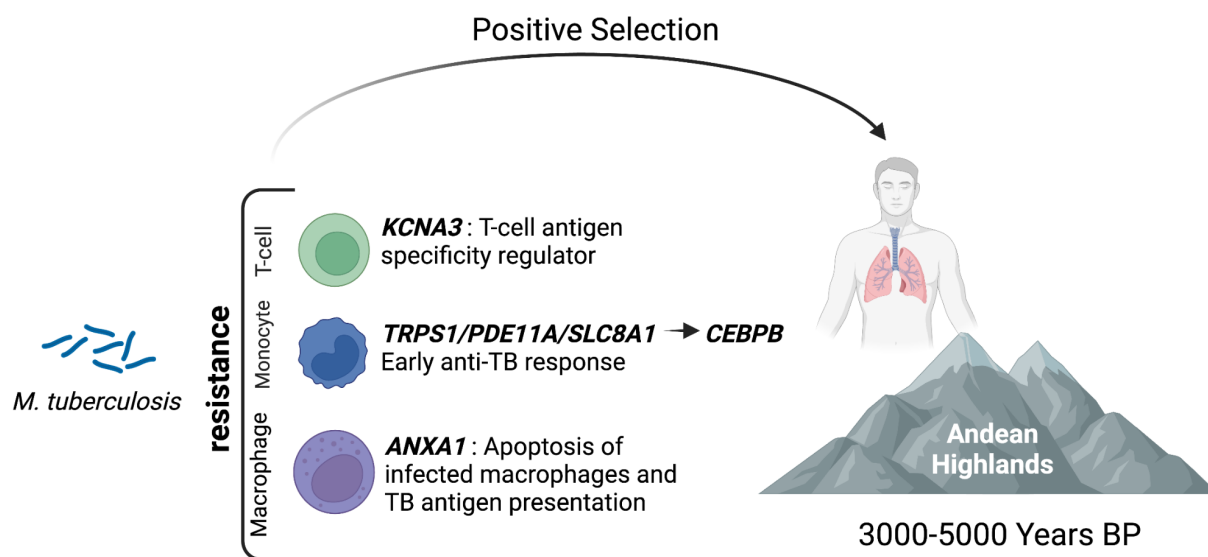 Positive Selection
M. tuberculosis
resistance
T-cell
KCNA3 : T-cell antigen
specificity regulator
Monocyte
TRPS1/PDE11A/SLC8A1 → CEBPB
Early anti-TB response
Macrophage
ANXA1 : Apoptosis of
infected macrophages and
TB antigen presentation
Andean
Highlands
3000-5000 Years BP